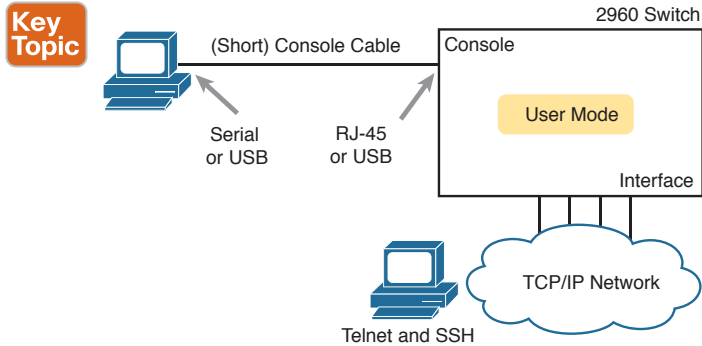 Key
Topic
2960 Switch
(Short) Console Cable
Console
User Mode
Serial
or USB
RJ-45
or USB
Interface
TCP/IP Network
Telnet and SSH